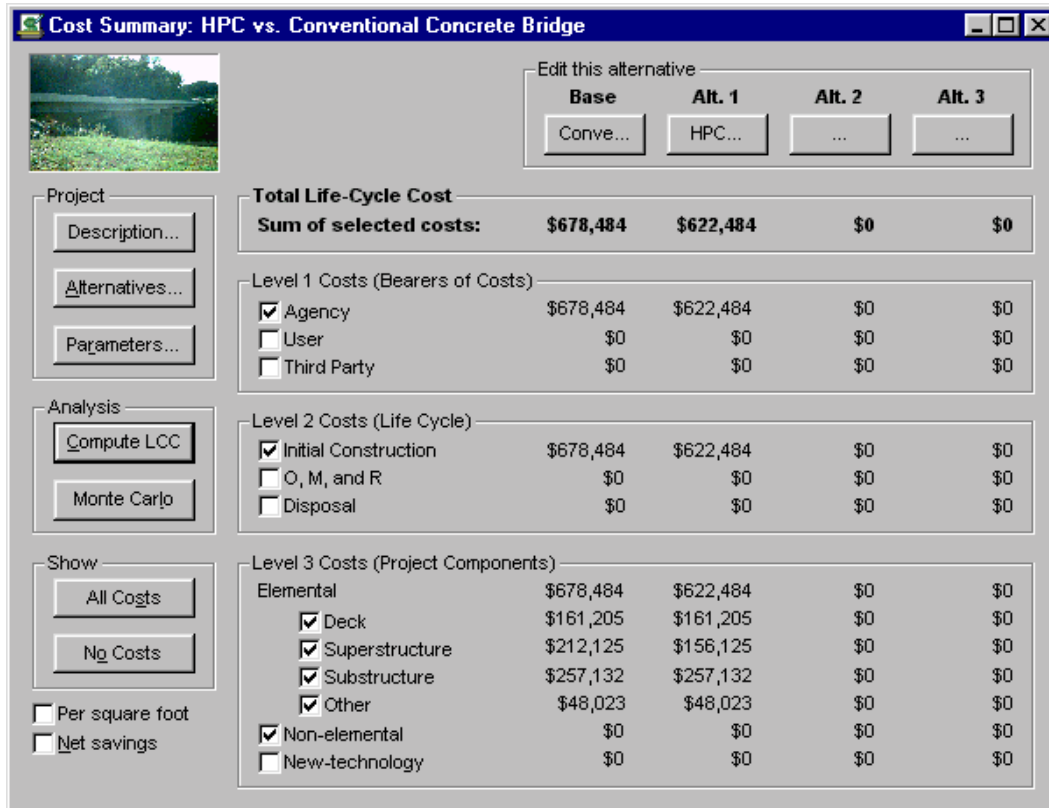 Cost Summary: HPC vs. Conventional Concrete Bridge
Edit this alternative
Base Alt. 1 Alt. 2 Alt. 3
Conve... HPC... ... ...
Project
Description...
Alternatives...
Parameters...
Total Life-Cycle Cost
Sum of selected costs: $678,484 $622,484 $0 $0
Level 1 Costs (Bearers of Costs)
Agency $678,484 $622,484 $0 $0
User $0 $0 $0 $0
Third Party $0 $0 $0 $0
Analysis
Compute LCC
Monte Carlo
Level 2 Costs (Life Cycle)
Initial Construction $678,484 $622,484 $0 $0
O, M, and R $0 $0 $0 $0
Disposal $0 $0 $0 $0
Show
All Costs
No Costs
Per square foot
Net savings
Level 3 Costs (Project Components)
Elemental $678,484 $622,484 $0 $0
Deck $161,205 $161,205 $0 $0
Superstructure $212,125 $156,125 $0 $0
Substructure $257,132 $257,132 $0 $0
Other $48,023 $48,023 $0 $0
Non-elemental $0 $0 $0 $0
New-technology $0 $0 $0 $0